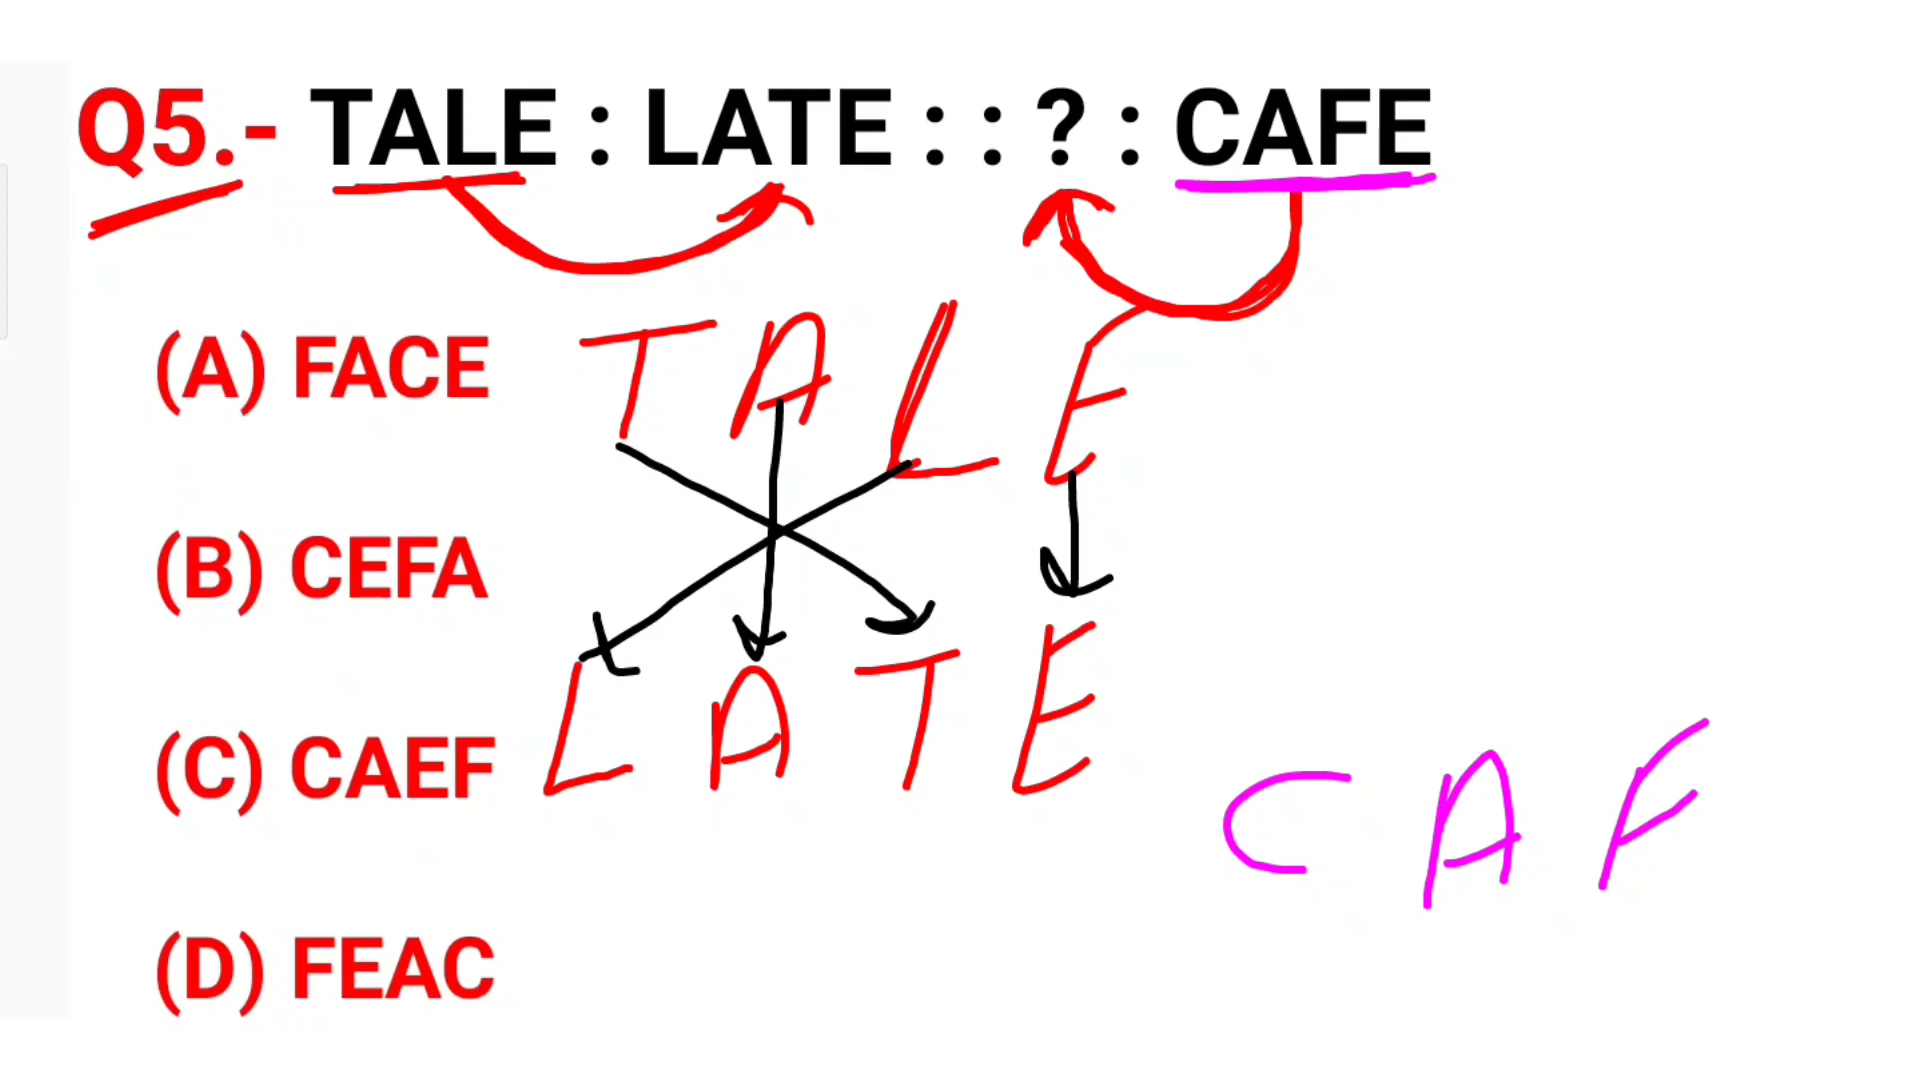 Q5.- TALE : LATE : : ? : CAFE
(A) FACE
TALE
(B) CEFA
(C) CAEF
LATE
CAF
(D) FEAC